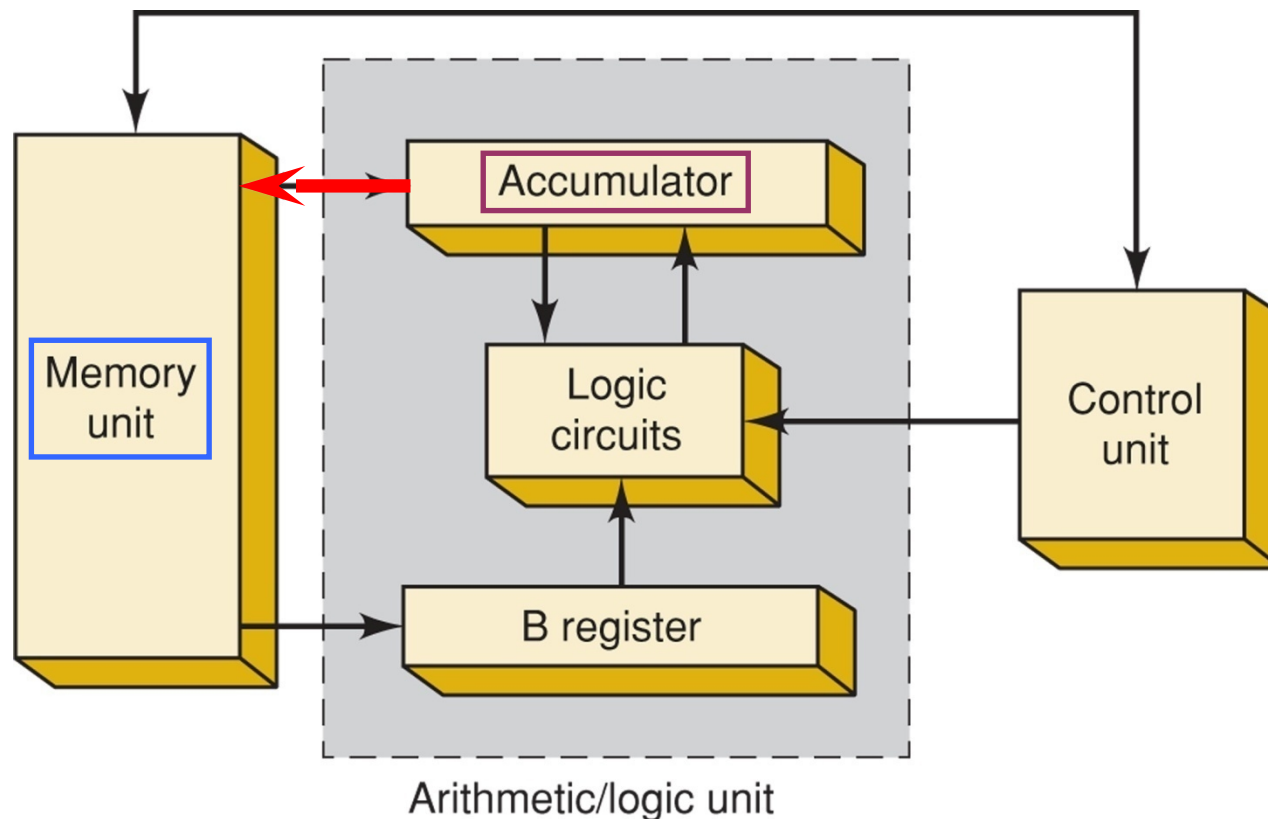 Accumulator
Memory
unit
Logic
circuits
Control
unit
B register
Arithmetic/logic unit